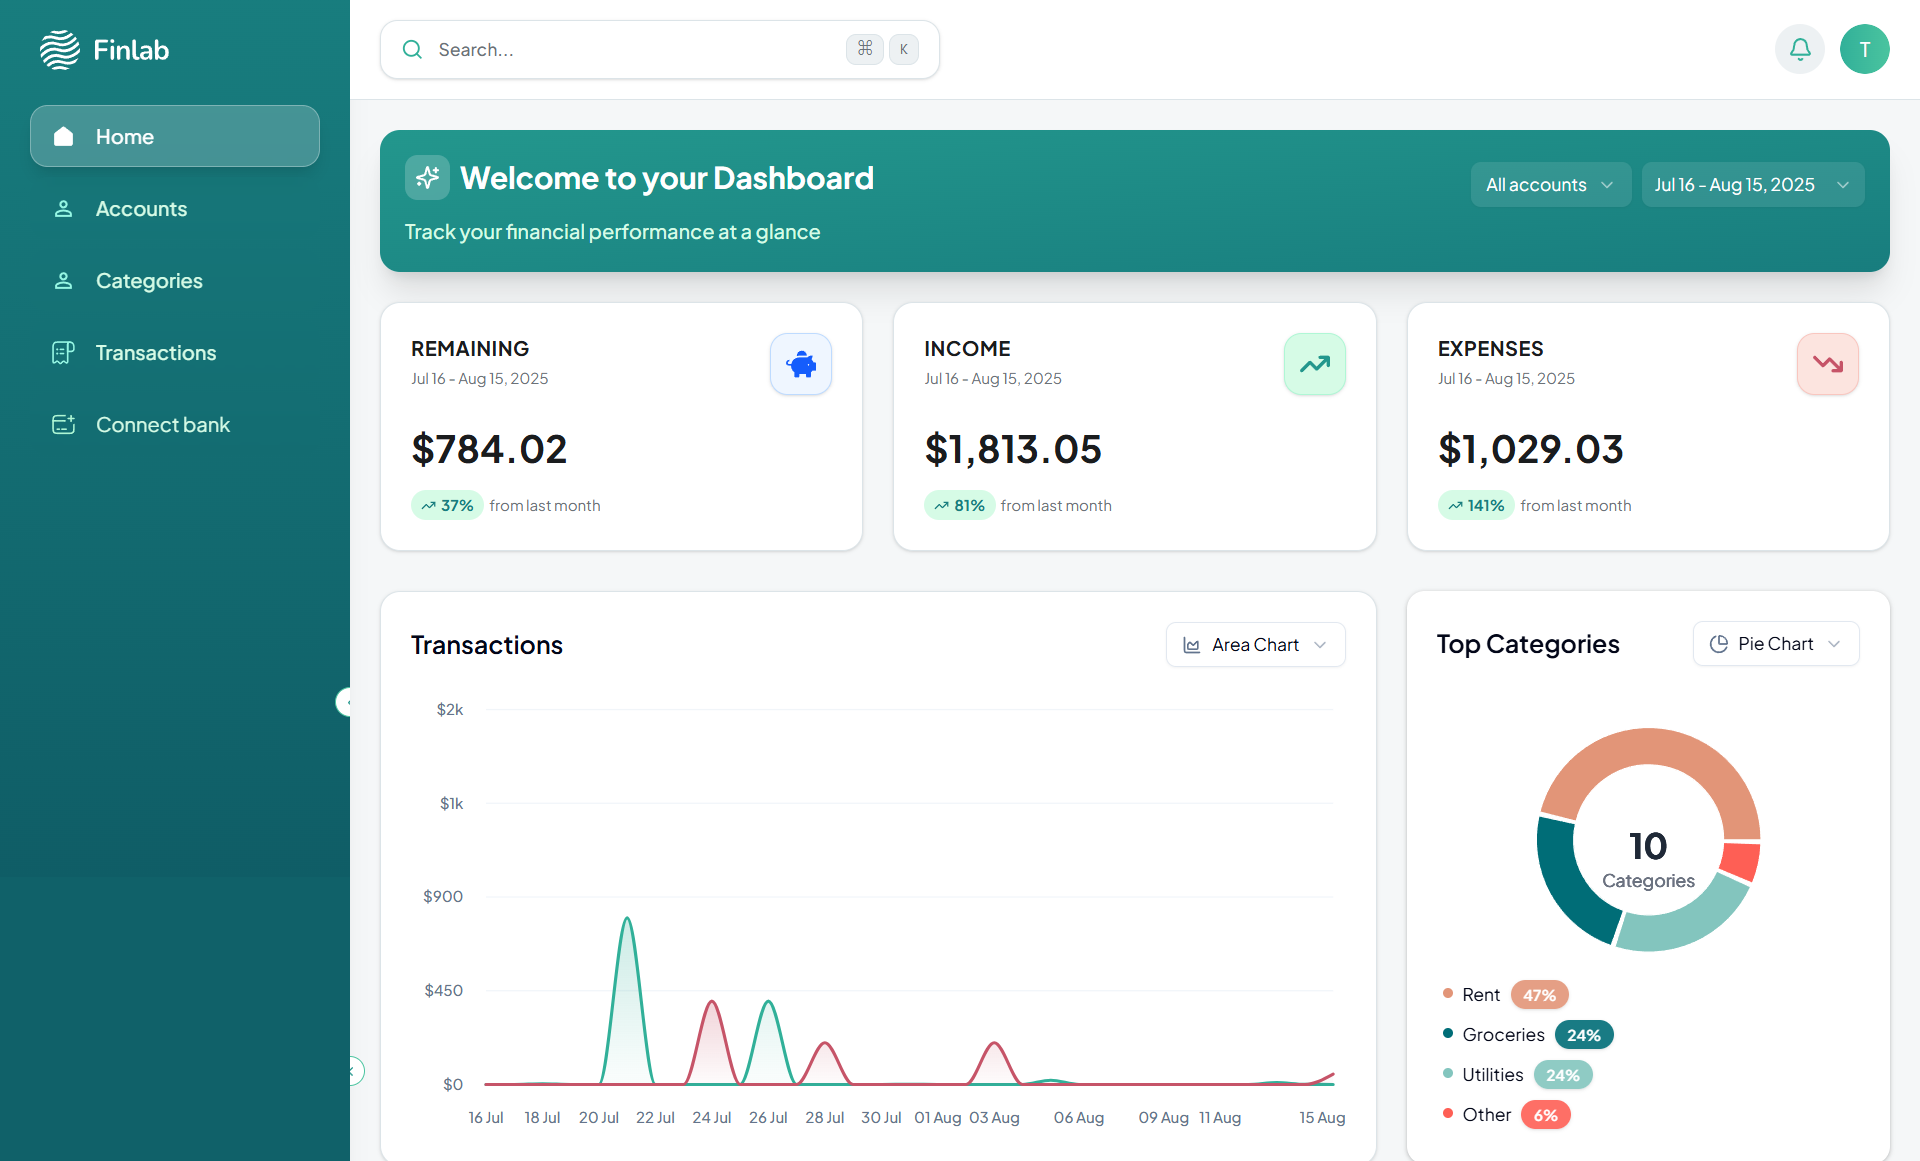 Finlab
Home
Accounts
Categories
Transactions
Connect bank
Search...
⌘ K
T
Welcome to your Dashboard
Track your financial performance at a glance
All accounts
Jul 16 - Aug 15, 2025
REMAINING
Jul 16 - Aug 15, 2025
$784.02
37% from last month
INCOME
Jul 16 - Aug 15, 2025
$1,813.05
81% from last month
EXPENSES
Jul 16 - Aug 15, 2025
$1,029.03
141% from last month
Transactions
Area Chart
$2k
$1k
$900
$450
$0
16 Jul 18 Jul 20 Jul 22 Jul 24 Jul 26 Jul 28 Jul 30 Jul 01 Aug 03 Aug 06 Aug 09 Aug 11 Aug 15 Aug
Top Categories
Pie Chart
10
Categories
Rent 47%
Groceries 24%
Utilities 24%
Other 6%